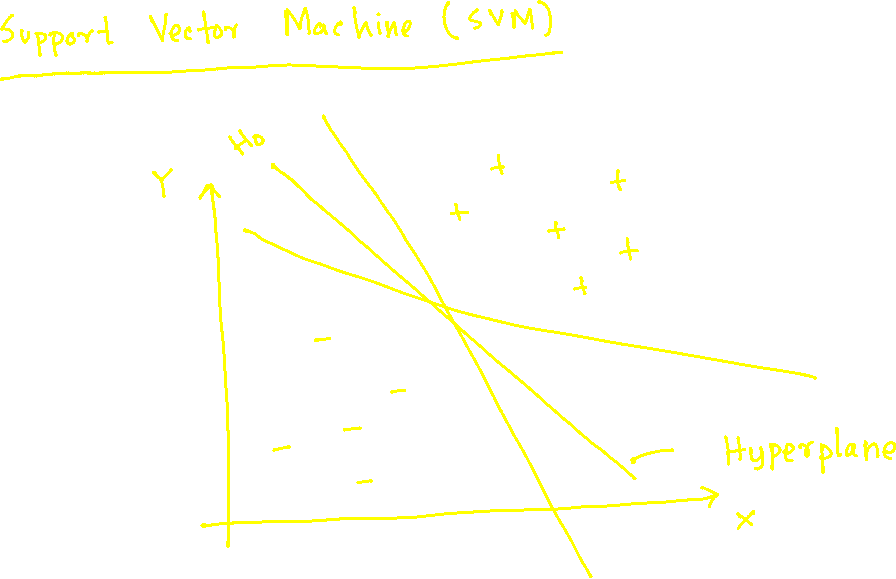 Support Vector Machine (SVM)
Ho
Y
+ +
+ +
+
+
-
-
-
-
-
Hyperplane
X